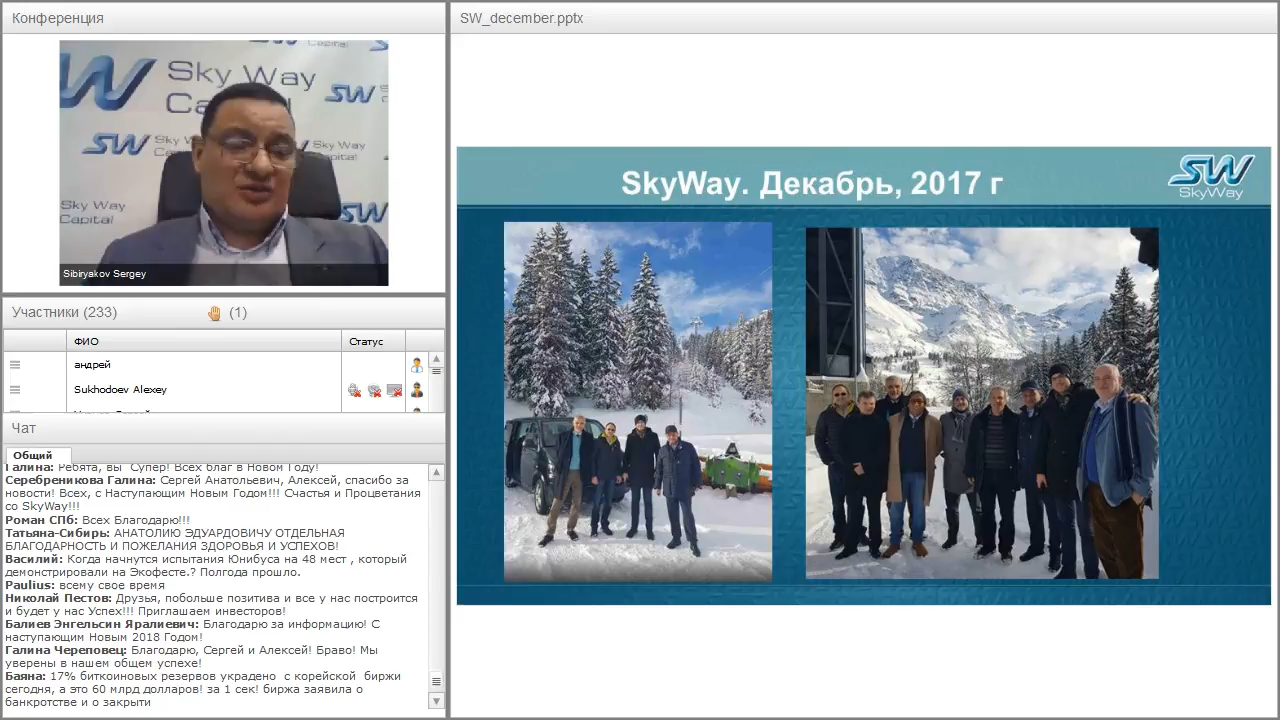 Конференция
Sky Way
Capital
SW
SW
Sky Way
Capital
SW
Sibiryakov Sergey
Участники (233)
(1)
ФИО
Статус
андрей
Sukhodoev Alexey
Чат
Общий
Галина: Ребята, вы Супер! Всех благ в Новом Году!
Серебреникова Галина: Сергей Анатольевич, Алексей, спасибо за
новости! Всех, с Наступающим Новым Годом!!! Счастья и Процветания
со SkyWay!!!
Роман СПб: Всех Благодарю!!!
Татьяна-Сибирь: АНАТОЛИЮ ЭДУАРДОВИЧУ ОТДЕЛЬНАЯ
БЛАГОДАРНОСТЬ И ПОЖЕЛАНИЯ ЗДОРОВЬЯ И УСПЕХОВ!
Василий: Когда начнутся испытания Юнибуса на 48 мест , который
демонстрировали на Экофесте.? Полгода прошло.
Paulius: всему свое время
Николай Пестов: Друзья, побольше позитива и все у нас построится
и будет у нас Успех!!! Приглашаем инвесторов!
Балиев Энгельсин Яралиевич: Благодарю за информацию! С
наступающим Новым 2018 Годом!
Галина Череповец: Благодарю, Сергей и Алексей! Браво! Мы
уверены в нашем общем успехе!
Баяна: 17% биткоиновых резервов украдено с корейской биржи
сегодня, а это 60 млрд долларов! за 1 сек! биржа заявила о
банкротстве и о закрыти
SW_december.pptx
SkyWay. Декабрь, 2017 г
SW
SkyWay